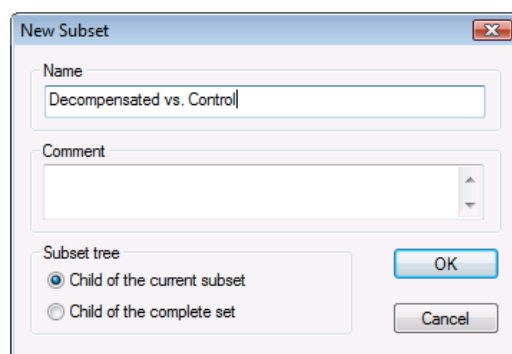 New Subset
Name
Decompensated vs. Control
Comment
Subset tree
Child of the current subset
Child of the complete set
OK
Cancel